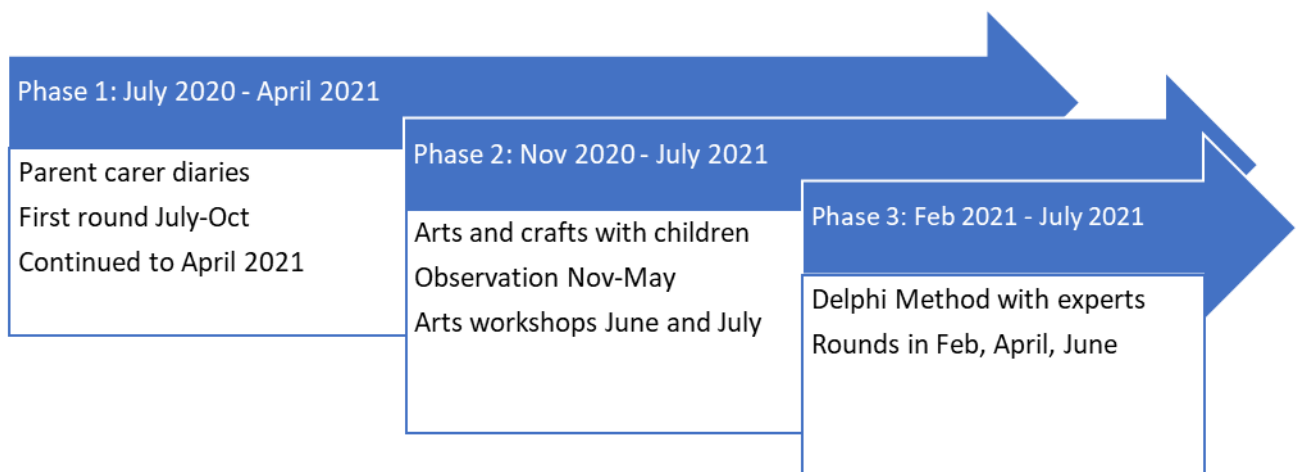 Phase 1: July 2020 - April 2021
Parent carer diaries
First round July-Oct
Continued to April 2021
Phase 2: Nov 2020 - July 2021
Arts and crafts with children
Observation Nov-May
Arts workshops June and July
Phase 3: Feb 2021 - July 2021
Delphi Method with experts
Rounds in Feb, April, June